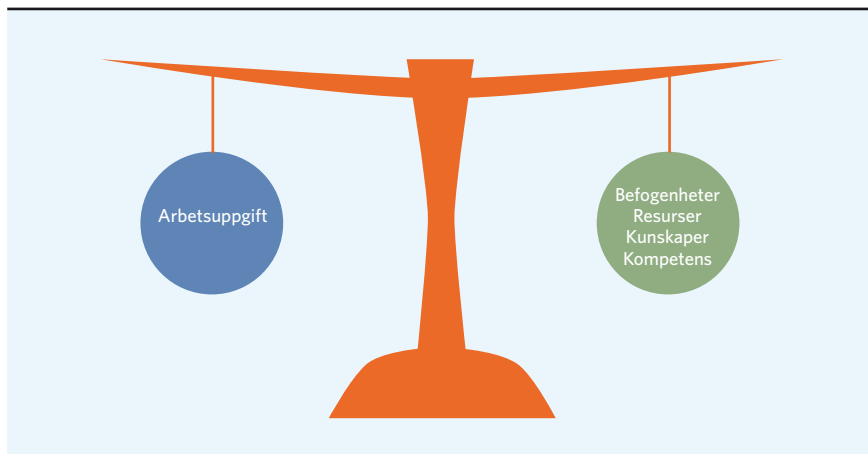 Arbetsuppgift
Befogenheter
Resurser
Kunskaper
Kompetens